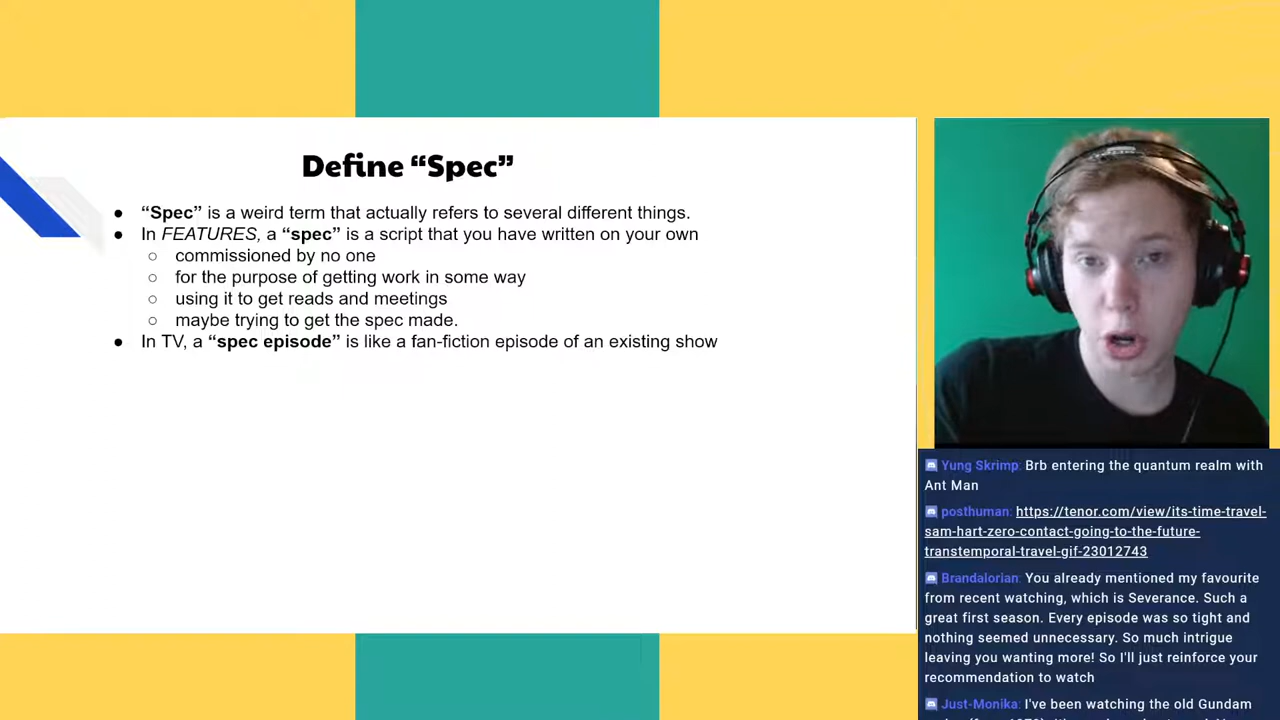 Define “Spec”
● “Spec” is a weird term that actually refers to several different things.
● In FEATURES, a “spec” is a script that you have written on your own
○ commissioned by no one
○ for the purpose of getting work in some way
○ using it to get reads and meetings
○ maybe trying to get the spec made.
● In TV, a “spec episode” is like a fan-fiction episode of an existing show
Yung Skrimp: Brb entering the quantum realm with
Ant Man
posthuman: https://tenor.com/view/its-time-travel-
sam-hart-zero-contact-going-to-the-future-
transtemporal-travel-gif-23012743
Brandalorian: You already mentioned my favourite
from recent watching, which is Severance. Such a
great first season. Every episode was so tight and
nothing seemed unnecessary. So much intrigue
leaving you wanting more! So I'll just reinforce your
recommendation to watch
Just-Monika: I've been watching the old Gundam